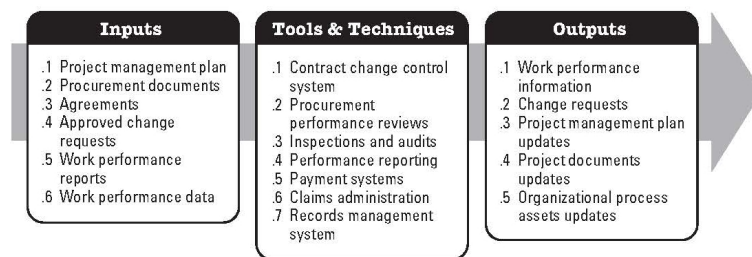 Inputs
.1 Project management plan
.2 Procurement documents
.3 Agreements
.4 Approved change
requests
.5 Work performance
reports
.6 Work performance data
Tools & Techniques
.1 Contract change control
system
.2 Procurement
performance reviews
.3 Inspections and audits
.4 Performance reporting
.5 Payment systems
.6 Claims administration
.7 Records management
system
Outputs
.1 Work performance
information
.2 Change requests
.3 Project management plan
updates
.4 Project documents
updates
.5 Organizational process
assets updates